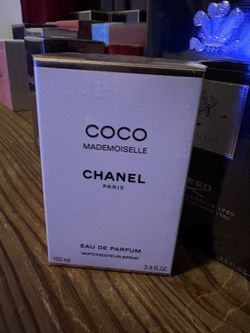 COCO
MADEMOISELLE
CHANEL
PARIS
EAU DE PARFUM
VAPORISATEUR SPRAY
100 ml
3.4 FL. OZ.